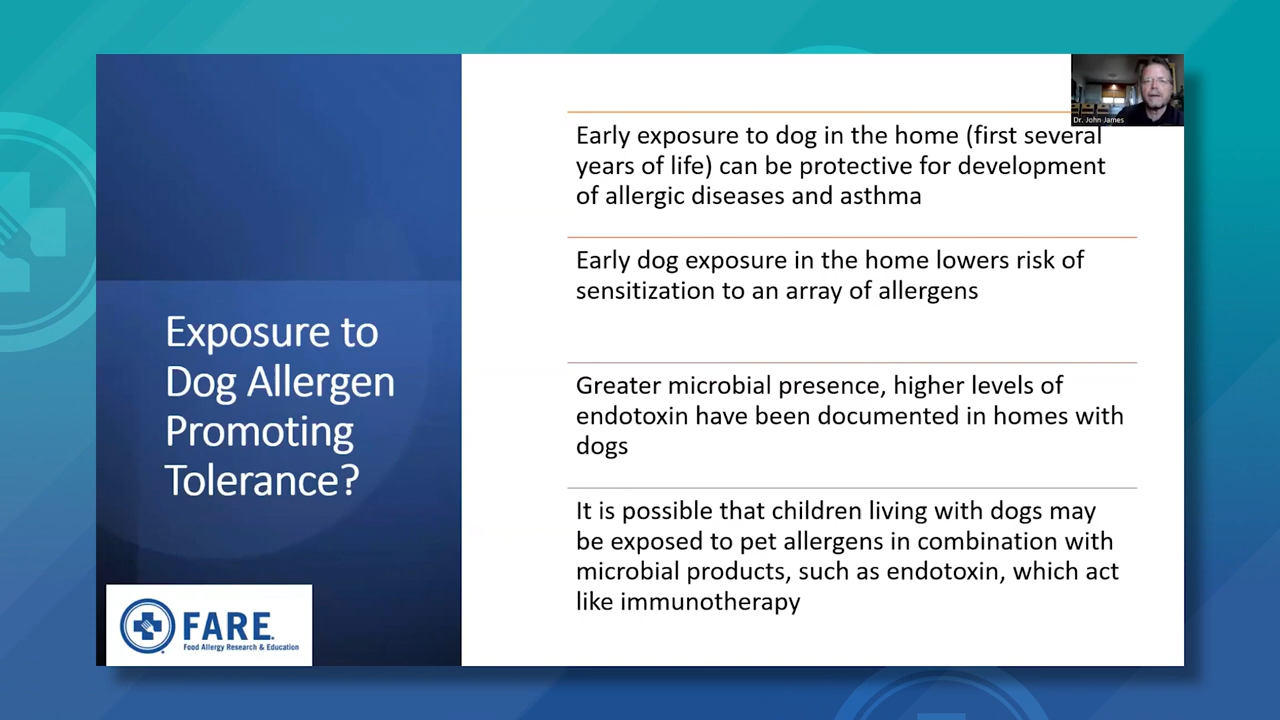 Exposure to
Dog Allergen
Promoting
Tolerance?
FARE.
Food Allergy Research & Education
Dr. John James
Early exposure to dog in the home (first several
years of life) can be protective for development
of allergic diseases and asthma
Early dog exposure in the home lowers risk of
sensitization to an array of allergens
Greater microbial presence, higher levels of
endotoxin have been documented in homes with
dogs
It is possible that children living with dogs may
be exposed to pet allergens in combination with
microbial products, such as endotoxin, which act
like immunotherapy